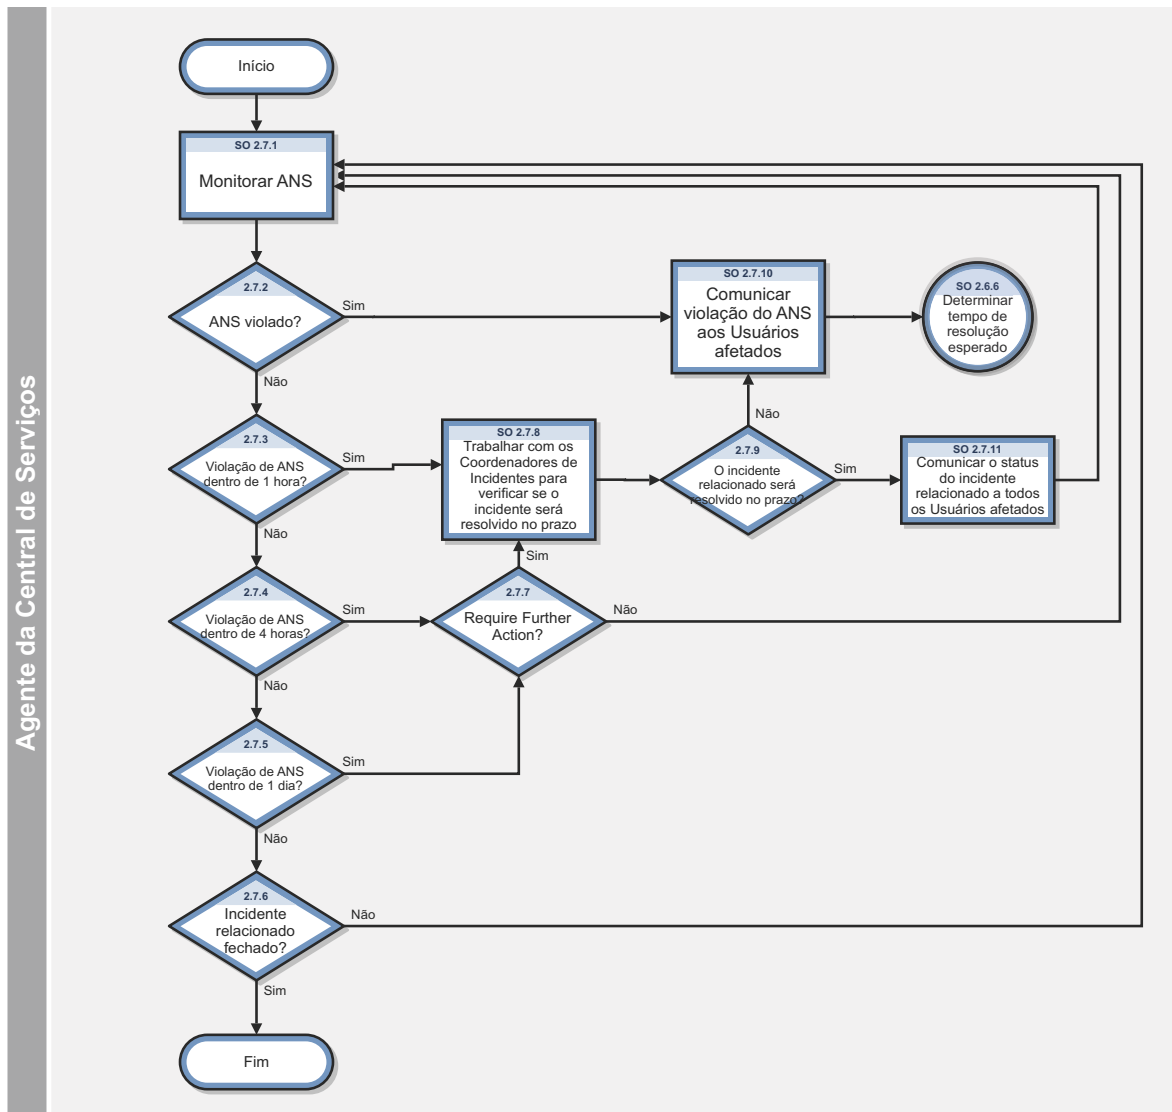 Agente da Central de Serviços
Início
SO 2.7.1
Monitorar ANS
2.7.2
ANS violado?
Sim
Não
SO 2.7.10
Comunicar
violação do ANS
aos Usuários
afetados
SO 2.6.6
Determinar
tempo de
resolução
esperado
2.7.3
Violação de ANS
dentro de 1 hora?
Sim
Não
SO 2.7.8
Trabalhar com os
Coordenadores de
Incidentes para
verificar se o
incidente será
resolvido no prazo
Não
2.7.9
O incidente
relacionado será
resolvido no prazo?
Sim
SO 2.7.11
Comunicar o status
do incidente
relacionado a todos
os Usuários afetados
2.7.4
Violação de ANS
dentro de 4 horas?
Sim
Não
Sim
2.7.7
Require Further
Action?
Não
2.7.5
Violação de ANS
dentro de 1 dia?
Sim
Não
2.7.6
Incidente
relacionado
fechado?
Não
Sim
Fim